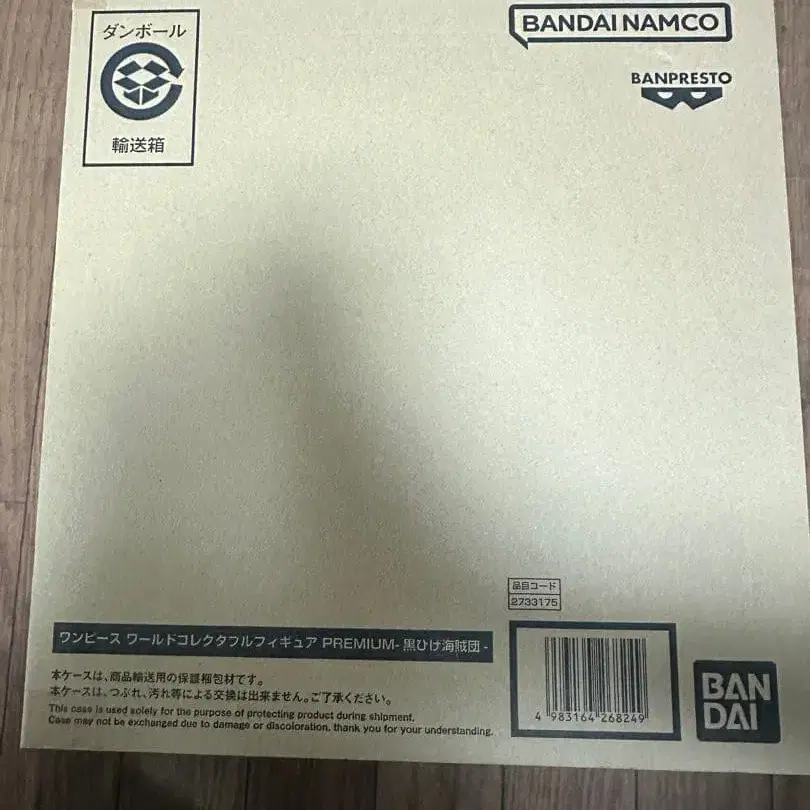 ダンボール
輸送箱
BANDAI NAMCO
BANPRESTO
品目コード
2733175
ワンピース ワールドコレクタブルフィギュア PREMIUM- 黒ひげ海賊団 -
本ケースは、商品輸送用の保護梱包材です。
本ケースは、つぶれ、汚れ等による交換は出来ません。ご了承ください。
This case is used solely for the purpose of protecting product during shipment.
Case may not be exchanged due to damage or discoloration, thank you for your understanding.
4 983164 268249
BAN
DAI